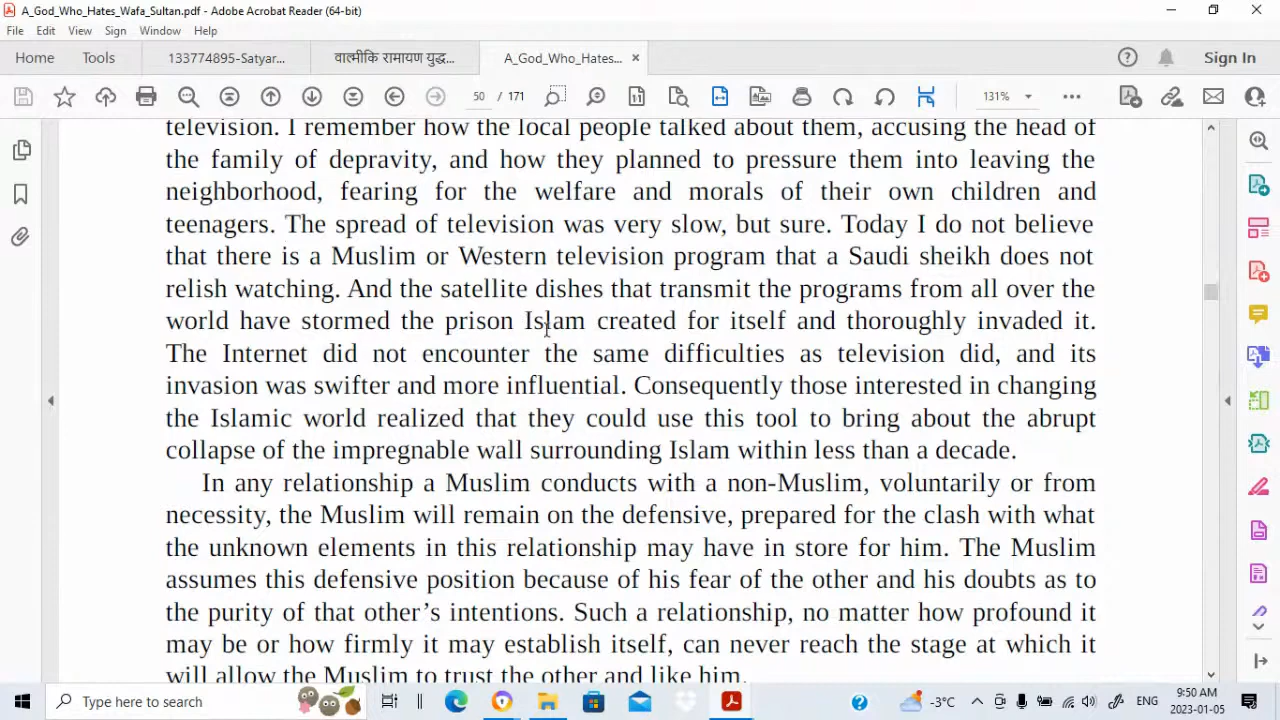 A_God_Who_Hates_Wafa_Sultan.pdf - Adobe Acrobat Reader (64-bit)
File Edit View Sign Window Help
Home Tools 133774895-Satyar... वाल्मीकि रामायण युद्ध... A_God_Who_Hates... × Sign In
50 / 171 131%
television. I remember how the local people talked about them, accusing the head of
the family of depravity, and how they planned to pressure them into leaving the
neighborhood, fearing for the welfare and morals of their own children and
teenagers. The spread of television was very slow, but sure. Today I do not believe
that there is a Muslim or Western television program that a Saudi sheikh does not
relish watching. And the satellite dishes that transmit the programs from all over the
world have stormed the prison Islam created for itself and thoroughly invaded it.
The Internet did not encounter the same difficulties as television did, and its
invasion was swifter and more influential. Consequently those interested in changing
the Islamic world realized that they could use this tool to bring about the abrupt
collapse of the impregnable wall surrounding Islam within less than a decade.
In any relationship a Muslim conducts with a non-Muslim, voluntarily or from
necessity, the Muslim will remain on the defensive, prepared for the clash with what
the unknown elements in this relationship may have in store for him. The Muslim
assumes this defensive position because of his fear of the other and his doubts as to
the purity of that other’s intentions. Such a relationship, no matter how profound it
may be or how firmly it may establish itself, can never reach the stage at which it
will allow the Muslim to trust the other and like him.
Type here to search -3°C ENG 9:50 AM
2023-01-05